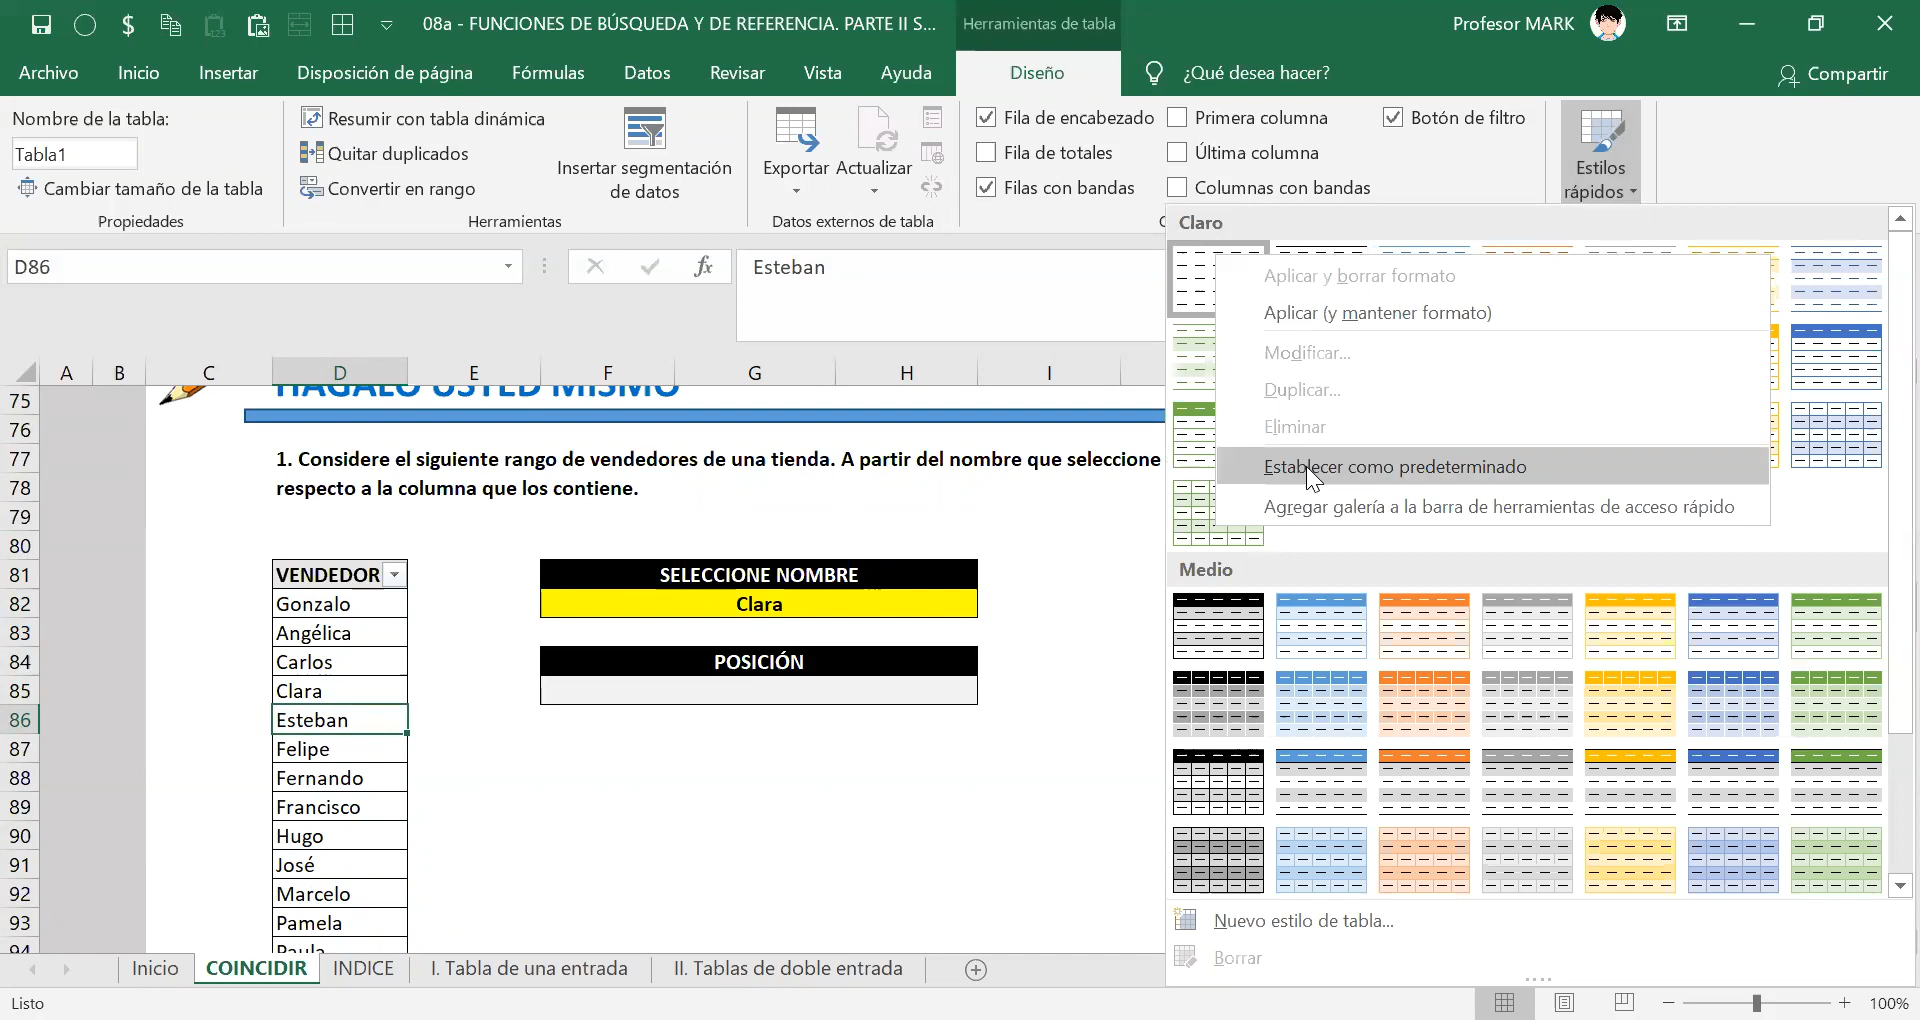 08a - FUNCIONES DE BÚSQUEDA Y DE REFERENCIA. PARTE II S...
Herramientas de tabla
Profesor MARK
Archivo
Inicio
Insertar
Disposición de página
Fórmulas
Datos
Revisar
Vista
Ayuda
Diseño
¿Qué desea hacer?
Compartir
Nombre de la tabla:
Tabla1
Cambiar tamaño de la tabla
Propiedades
Resumir con tabla dinámica
Quitar duplicados
Convertir en rango
Insertar segmentación
de datos
Herramientas
Exportar
Actualizar
Datos externos de tabla
Fila de encabezado
Fila de totales
Filas con bandas
Primera columna
Última columna
Columnas con bandas
Botón de filtro
Estilos
rápidos
D86
fx
Esteban
Claro
Aplicar y borrar formato
Aplicar (y mantener formato)
Modificar...
Duplicar...
Eliminar
Establecer como predeterminado
Agregar galería a la barra de herramientas de acceso rápido
Medio
Nuevo estilo de tabla...
Borrar
A B C D E F G H I
75
HÁGALO USTED MISMO
76
77
1. Considere el siguiente rango de vendedores de una tienda. A partir del nombre que seleccione
78
respecto a la columna que los contiene.
79
80
81 VENDEDOR SELECCIONE NOMBRE
82 Gonzalo Clara
83 Angélica
84 Carlos POSICIÓN
85 Clara
86 Esteban
87 Felipe
88 Fernando
89 Francisco
90 Hugo
91 José
92 Marcelo
93 Pamela
94 Paula
Inicio
COINCIDIR
INDICE
I. Tabla de una entrada
II. Tablas de doble entrada
Listo
100%